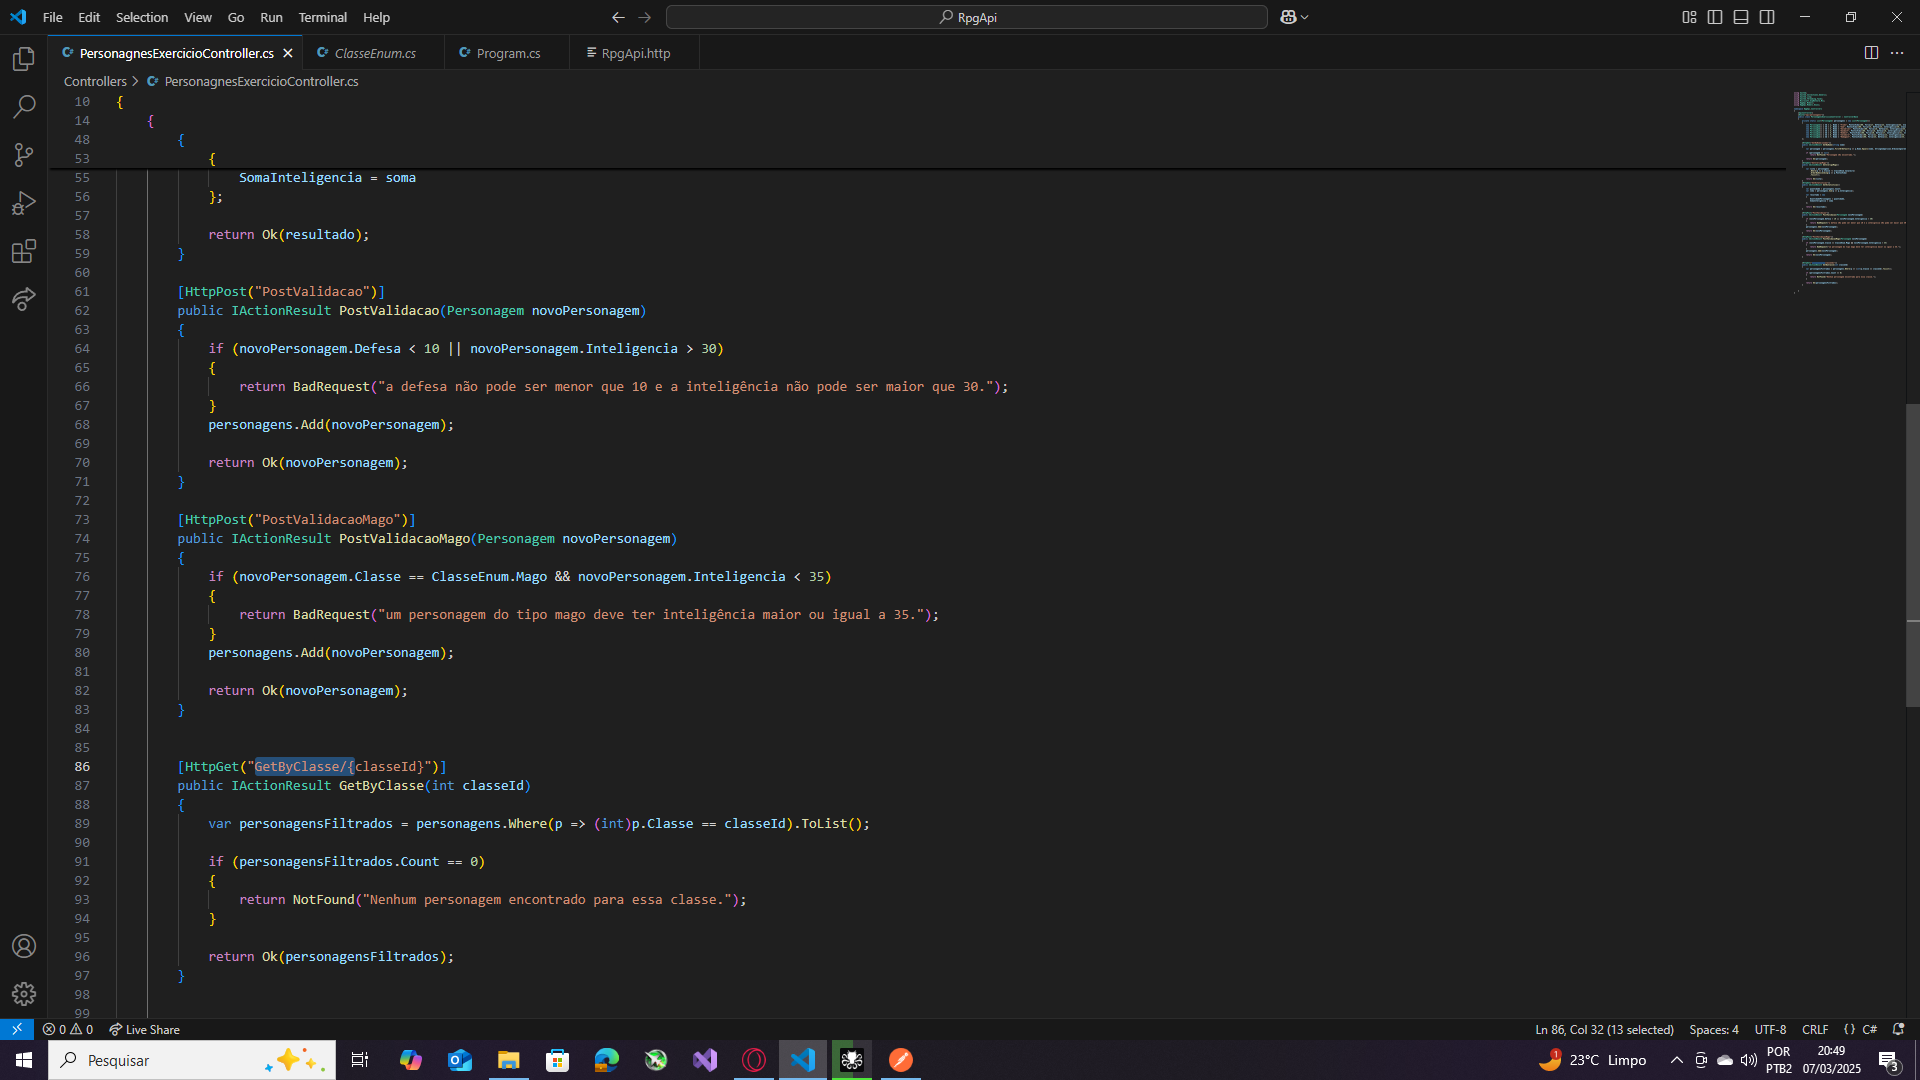 File Edit Selection View Go Run Terminal Help
RpgApi
PersonagnesExercicioController.cs
ClasseEnum.cs
Program.cs
RpgApi.http
Controllers > PersonagnesExercicioController.cs
10 {
14 {
48 {
53 {
55 SomaInteligencia = soma
56 };
57
58 return Ok(resultado);
59 }
60
61 [HttpPost("PostValidacao")]
62 public IActionResult PostValidacao(Personagem novoPersonagem)
63 {
64 if (novoPersonagem.Defesa < 10 || novoPersonagem.Inteligencia > 30)
65 {
66 return BadRequest("a defesa não pode ser menor que 10 e a inteligência não pode ser maior que 30.");
67 }
68 personagens.Add(novoPersonagem);
69
70 return Ok(novoPersonagem);
71 }
72
73 [HttpPost("PostValidacaoMago")]
74 public IActionResult PostValidacaoMago(Personagem novoPersonagem)
75 {
76 if (novoPersonagem.Classe == ClasseEnum.Mago && novoPersonagem.Inteligencia < 35)
77 {
78 return BadRequest("um personagem do tipo mago deve ter inteligência maior ou igual a 35.");
79 }
80 personagens.Add(novoPersonagem);
81
82 return Ok(novoPersonagem);
83 }
84
85
86 [HttpGet("GetByClasse/{classeId}")]
87 public IActionResult GetByClasse(int classeId)
88 {
89 var personagensFiltrados = personagens.Where(p => (int)p.Classe == classeId).ToList();
90
91 if (personagensFiltrados.Count == 0)
92 {
93 return NotFound("Nenhum personagem encontrado para essa classe.");
94 }
95
96 return Ok(personagensFiltrados);
97 }
98
99
0 0 Live Share
Ln 86, Col 32 (13 selected) Spaces: 4 UTF-8 CRLF {} C#
Pesquisar
1
23°C Limpo
POR
PTB2
20:49
07/03/2025
3